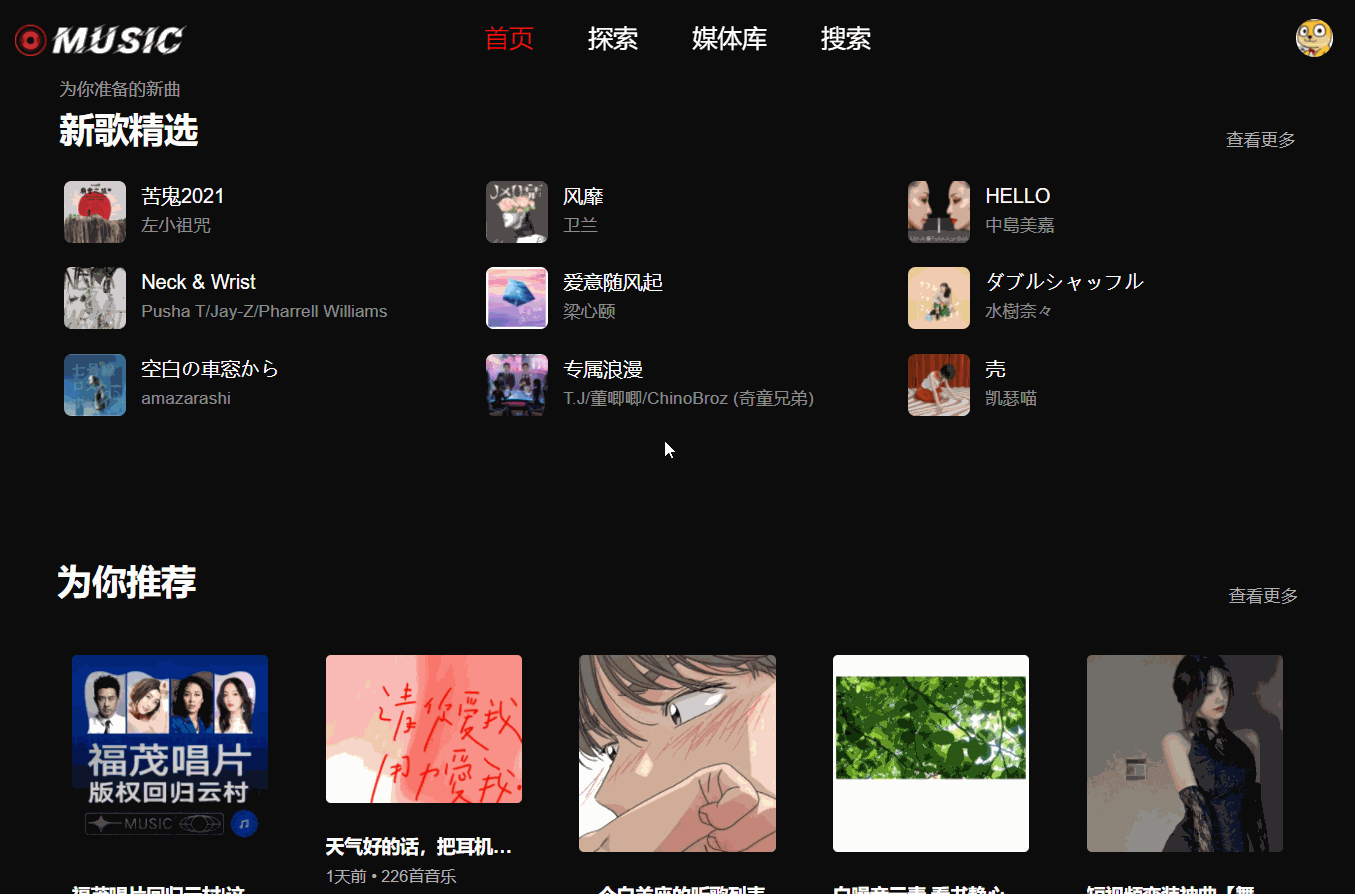 MUSIC
首页 探索 媒体库 搜索
为你准备的新曲
新歌精选
查看更多
苦鬼2021
左小祖咒
风靡
卫兰
HELLO
中島美嘉
Neck & Wrist
Pusha T/Jay-Z/Pharrell Williams
爱意随风起
梁心颐
ダブルシャッフル
水樹奈々
空白の車窓から
amazarashi
专属浪漫
T.J/董唧唧/ChinoBroz (奇童兄弟)
壳
凯瑟喵
为你推荐
查看更多
福茂唱片
版权回归云村
MUSIC
请你爱我
用力爱我
天气好的话，把耳机...
1天前 • 226首音乐